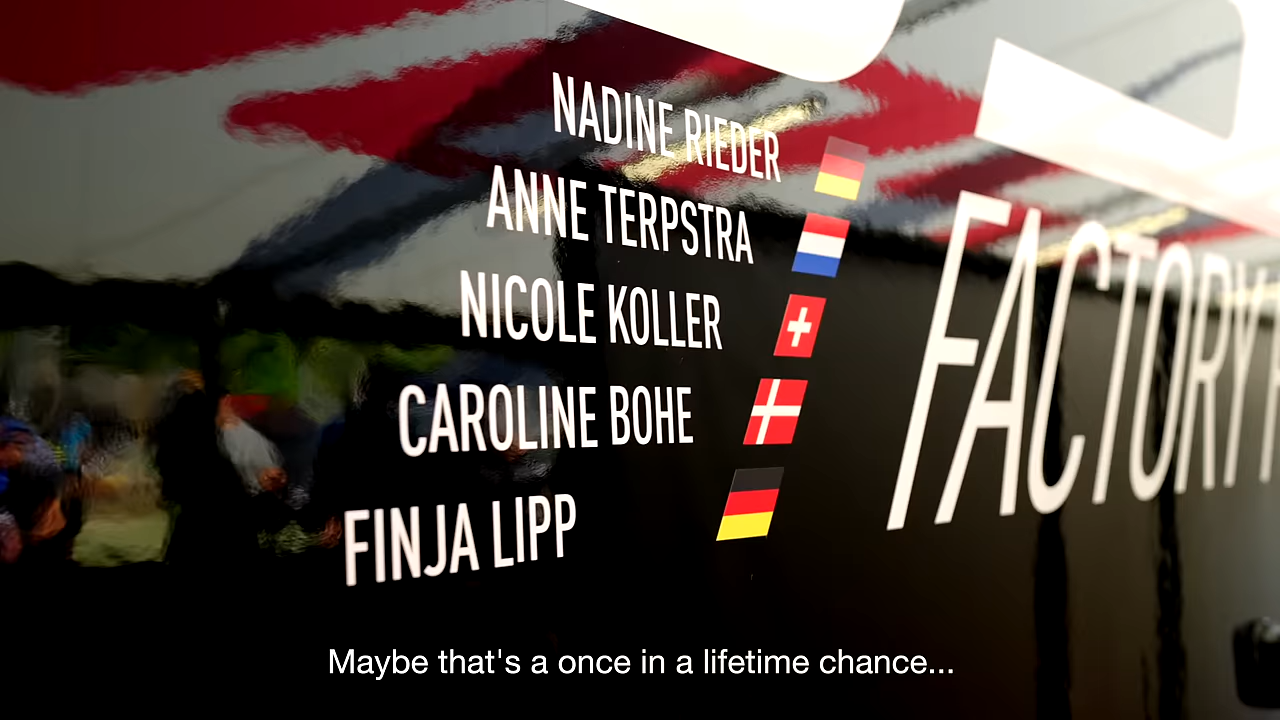 NADINE RIEDER
ANNE TERPSTRA
NICOLE KOLLER
CAROLINE BOHE
FINJA LIPP
FACTORY
Maybe that's a once in a lifetime chance...